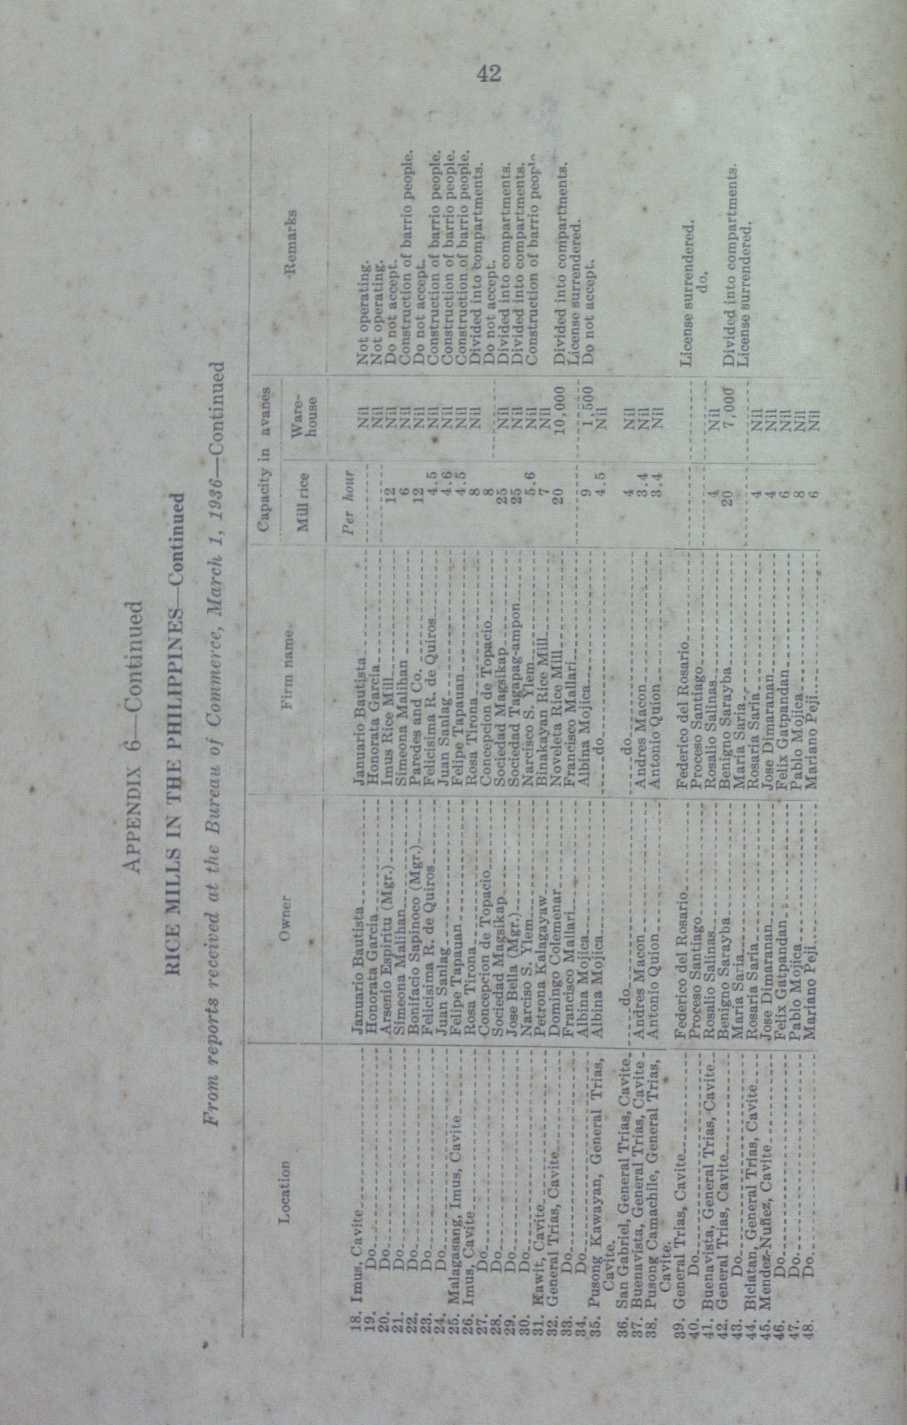 42
APPENDIX 6—Continued
RICE MILLS IN THE PHILIPPINES—Continued
From reports received at the Bureau of Commerce, March 1, 1936—Continued
Location Owner Firm name Capacity in avanes Remarks
Mill rice Ware-house
Per hour
18. Imus, Cavite Januario Bautista Januario Bautista Nil Not operating.
19. Do Honorata Garcia Honorata Garcia Nil Not operating.
20. Do Arsenio Espiritu (Mgr.) Imus Rice Mill 12 Nil Do not accept.
21. Do Simeona Malihan Simeona Malihan 6 Nil Construction of barrio people.
22. Do Bonifacio Sapinoco (Mgr.) Paredes and Co. 12 Nil Do not accept.
23. Do Felicisima R. de Quiros Felicisima R. de Quiros 4.5 Nil Construction of barrio people.
24. Do Juan Sanlag Juan Sanlag 4.6 Nil Construction of barrio people.
25. Malagasang, Imus, Cavite Felipe Tapauan Felipe Tapauan 4.5 Nil Construction of barrio people.
26. Imus, Cavite Rosa Tirona Rosa Tirona 8 Nil Divided into compartments.
27. Do Concepcion de Topacio Concepcion de Topacio 8 Do not accept.
28. Do Sociedad Magsikap Sociedad Magsikap 25 Nil Divided into compartments.
29. Do Jose Bella (Mgr.) Sociedad Tagapag-ampon 25 Nil Divided into compartments.
30. Do Narciso S. Ylem Narcisco S. Ylem 5.6 Nil Construction of barrio people
31. Kawit, Cavite Petrona Kalagayaw Binakayan Rice Mill 7 Nil
32. General Trias, Cavite Domingo Colemenar Noveleta Rice Mill 20 10,000 Divided into compartments.
33. Do Francisco Mallari Francisco Mallari License surrendered.
34. Do Albina Mojica Albina Mojica 9 1,500 Do not accept.
35. Pusong Kawayan, General Trias, Albina Mojica do 4.5 Nil
Cavite.
36. San Gabriel, General Trias, Cavite do do 4 Nil
37. Buenavista, General Trias, Cavite Andres Macon Andres Macon 3.4 Nil
38. Pusong Camachile, General Trias, Antonio Quion Antonio Quion 3.4 Nil
Cavite.
39. General Trias, Cavite Federico del Rosario Federico del Rosario License surrendered.
40. Do Proceso Santiago Proceso Santiago do.
41. Buenavista, General Trias, Cavite Rosalio Salinas Rosalio Salinas 4 Nil
42. General Trias, Cavite Benigno Sarayba Benigno Sarayba 20 7,000 Divided into compartments.
43. Do Maria Saria Maria Saria License surrendered.
44. Biclatan, General Trias, Cavite Rosaria Saria Rosaria Saria 4 Nil
45. Mendez-Nuñez, Cavite Jose Dimaranan Jose Dimaranan 4 Nil
46. Do Felix Gatpandan Felix Gatpandan 6 Nil
47. Do Pablo Mojica Pablo Mojica 8 Nil
48. Do Mariano Peji Mariano Peji 6 Nil